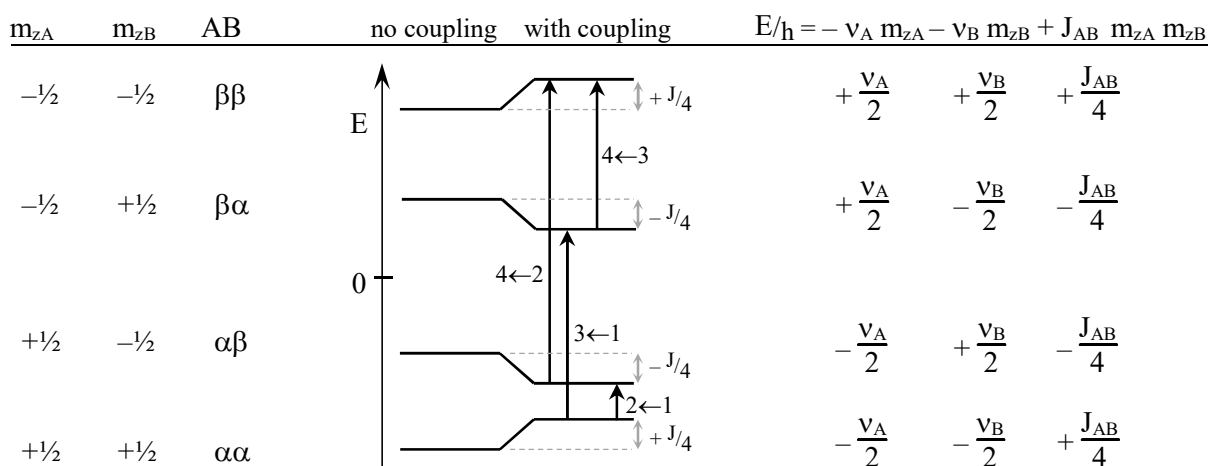 m_zA m_zB AB no coupling with coupling E/h = – ν_A m_zA – ν_B m_zB + J_AB m_zA m_zB
–½ –½ ββ + J/4 + ν_A/2 + ν_B/2 + J_AB/4
E
4←3
–½ +½ βα – J/4 + ν_A/2 – ν_B/2 – J_AB/4
4←2
0
3←1
+½ –½ αβ – J/4 – ν_A/2 + ν_B/2 – J_AB/4
2←1
+½ +½ αα + J/4 – ν_A/2 – ν_B/2 + J_AB/4